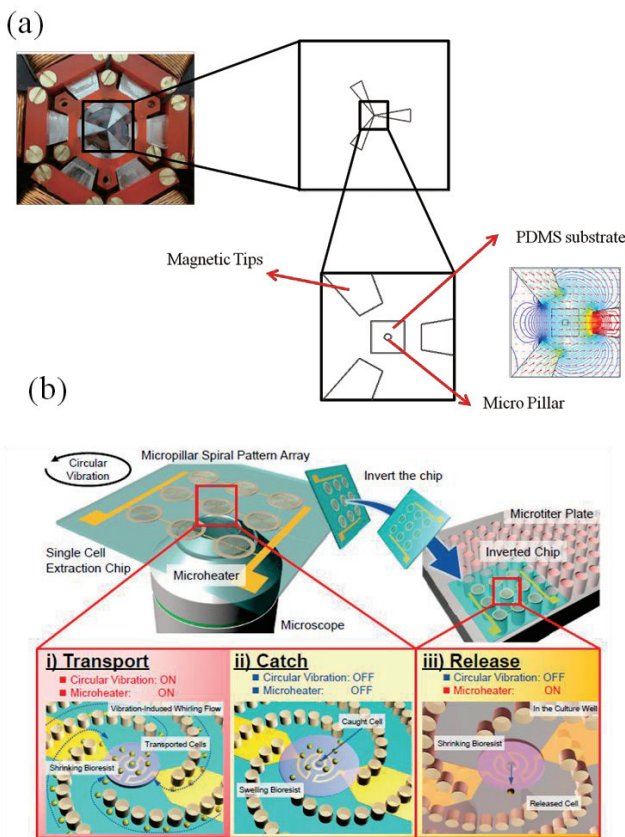 (a)
Magnetic Tips
PDMS substrate
Micro Pillar
(b)
Circular
Vibration
Micropillar Spiral Pattern Array
Invert the chip
Microtiter Plate
Inverted Chip
Single Cell
Extraction Chip
Microheater
Microscope
i) Transport
■ Circular Vibration: ON
■ Microheater: ON
Vibration-Induced Whirling Flow
Transported Cells
Shrinking Bioresist
ii) Catch
■ Circular Vibration: OFF
■ Microheater: OFF
Caught Cell
Swelling Bioresist
iii) Release
■ Circular Vibration: OFF
■ Microheater: ON
In the Culture Well
Shrinking Bioresist
Released Cell